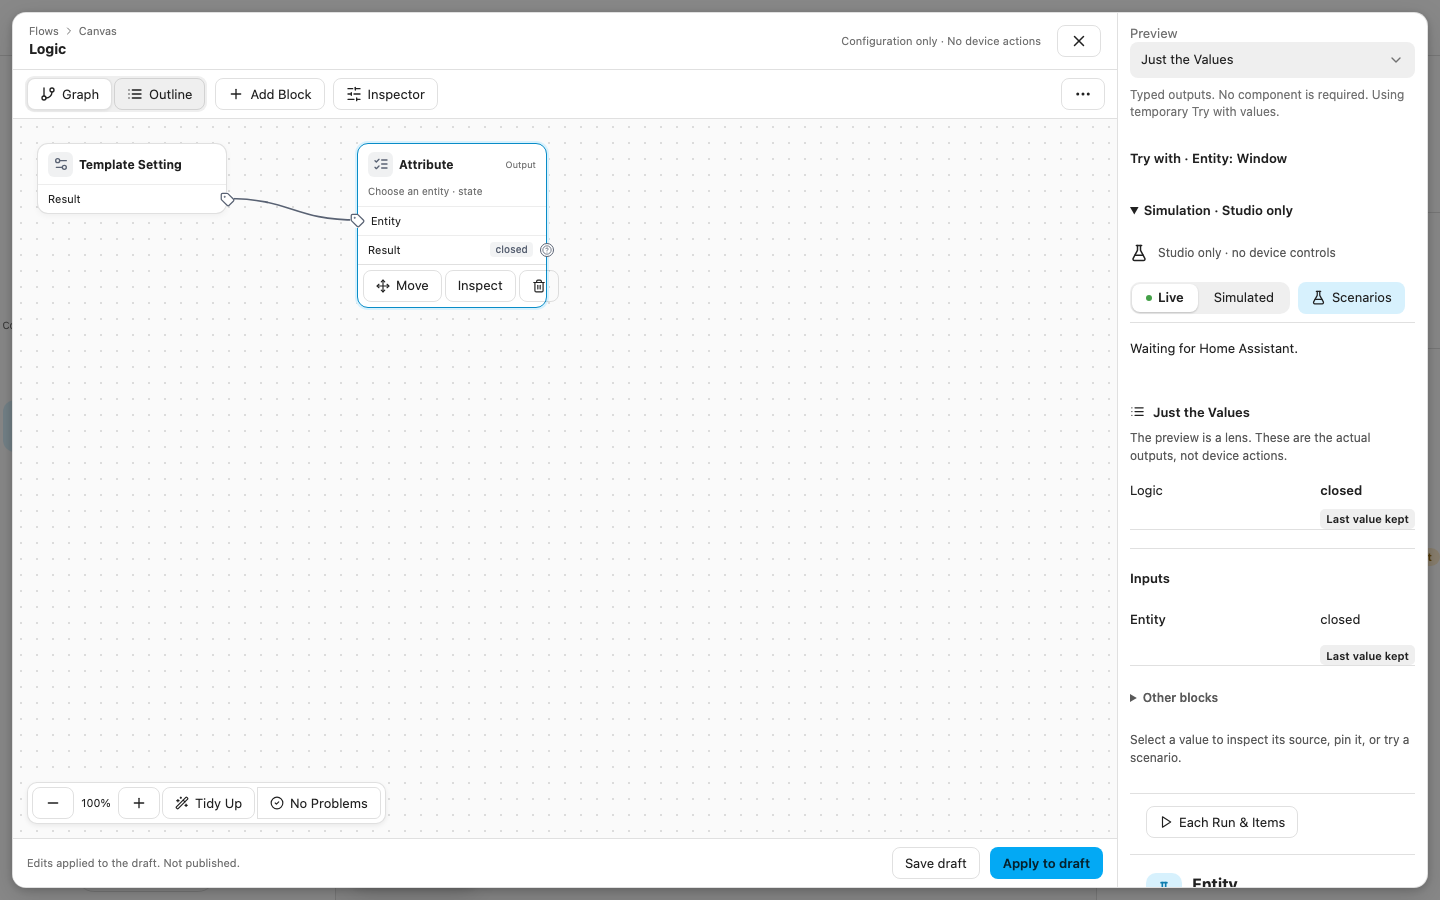 Flows > Canvas
Logic
Configuration only · No device actions
Graph
Outline
Add Block
Inspector
Template Setting
Result
Attribute
Output
Choose an entity · state
Entity
Result
closed
Move
Inspect
100%
Tidy Up
No Problems
Edits applied to the draft. Not published.
Save draft
Apply to draft
Preview
Just the Values
Typed outputs. No component is required. Using
temporary Try with values.
Try with · Entity: Window
Simulation · Studio only
Studio only · no device controls
Live
Simulated
Scenarios
Waiting for Home Assistant.
Just the Values
The preview is a lens. These are the actual
outputs, not device actions.
Logic
closed
Last value kept
Inputs
Entity
closed
Last value kept
Other blocks
Select a value to inspect its source, pin it, or try a
scenario.
Each Run & Items
Entity